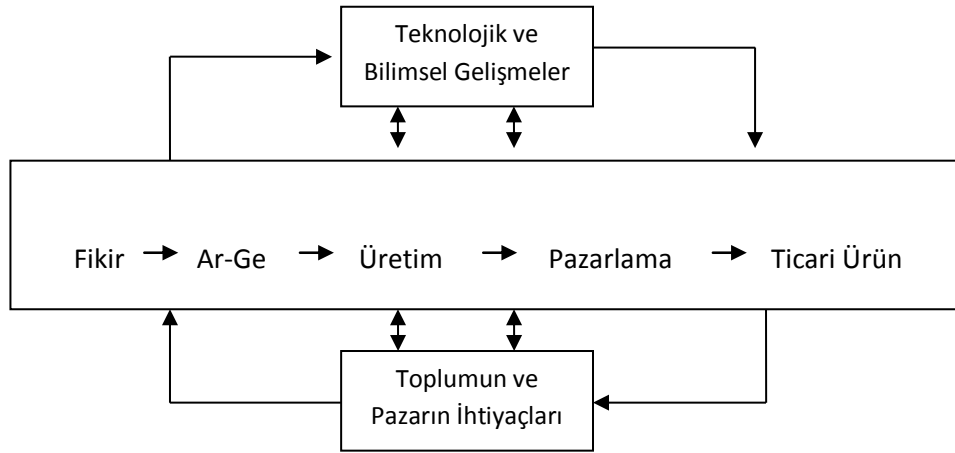 Teknolojik ve
Bilimsel Gelişmeler
Fikir Ar-Ge Üretim Pazarlama Ticari Ürün
Toplumun ve
Pazarın İhtiyaçları